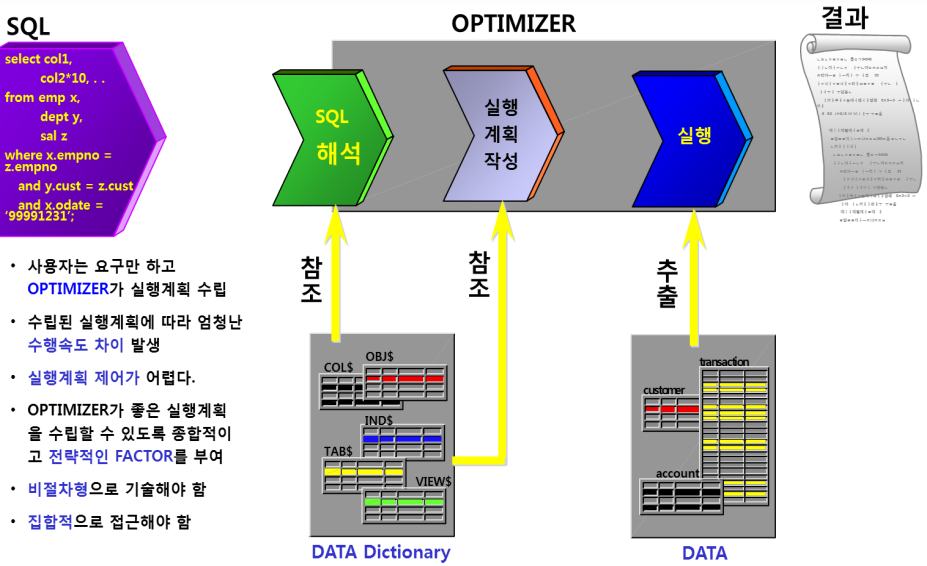 SQL
OPTIMIZER
결과
select col1,
col2*10, . .
from emp x,
dept y,
sal z
where x.empno =
z.empno
and y.cust = z.cust
and x.odate =
'99991231';
SQL
해석
실행
계획
작성
실행
• 사용자는 요구만 하고
OPTIMIZER가 실행계획 수립
• 수립된 실행계획에 따라 엄청난
수행속도 차이 발생
• 실행계획 제어가 어렵다.
• OPTIMIZER가 좋은 실행계획
을 수립할 수 있도록 종합적이
고 전략적인 FACTOR를 부여
• 비절차형으로 기술해야 함
• 집합적으로 접근해야 함
참
조
참
조
추
출
OBJ$
COL$
IND$
TAB$
VIEW$
DATA Dictionary
transaction
customer
account
DATA